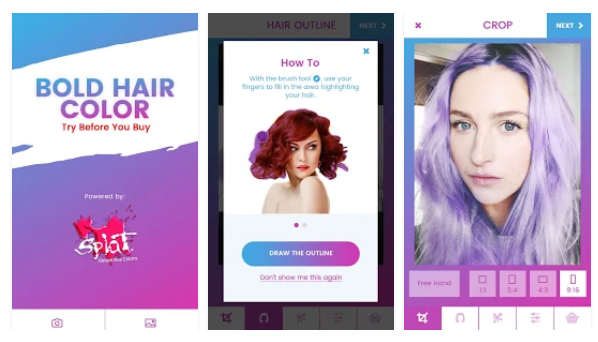 BOLD HAIR
COLOR
Try Before You Buy
Powered by:
Splat
HAIR OUTLINE
NEXT
How To
With the brush tool , use your
fingers to fill in the area highlighting
your hair.
DRAW THE OUTLINE
Don't show me this again
CROP
NEXT
Free Hand
1:1
3:4
4:3
9:16